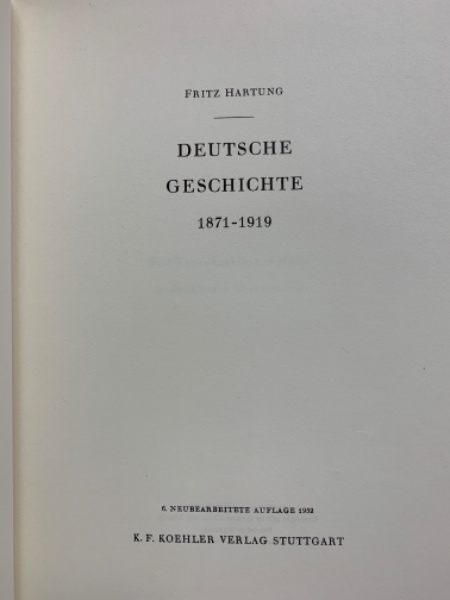 FRITZ HARTUNG
DEUTSCHE
GESCHICHTE
1871-1919
6. NEUBEARBEITETE AUFLAGE 1952
K. F. KOEHLER VERLAG STUTTGART